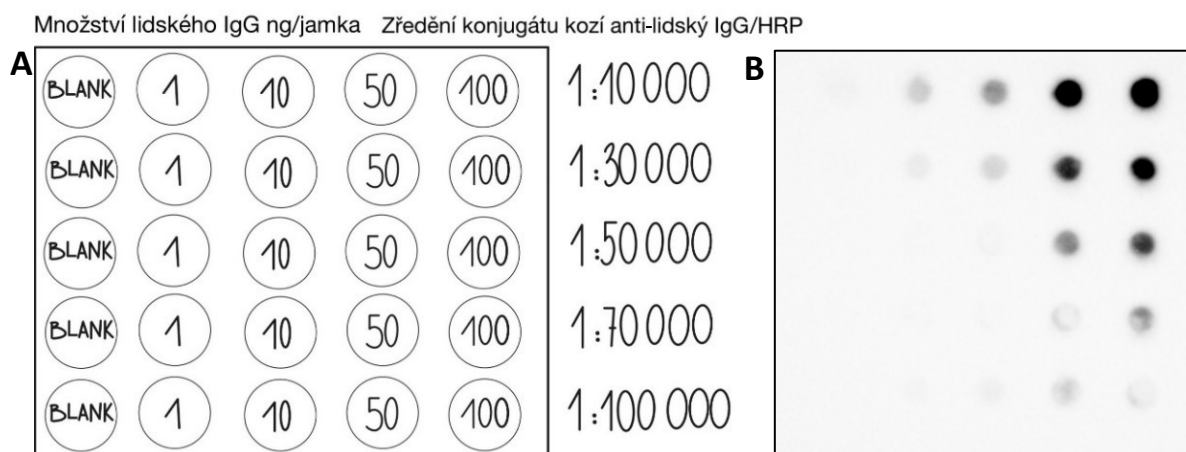 Množství lidského IgG ng/jamka Zředění konjugátu kozí anti-lidský IgG/HRP
A B
BLANK 1 10 50 100 1:10 000
BLANK 1 10 50 100 1:30 000
BLANK 1 10 50 100 1:50 000
BLANK 1 10 50 100 1:70 000
BLANK 1 10 50 100 1:100 000